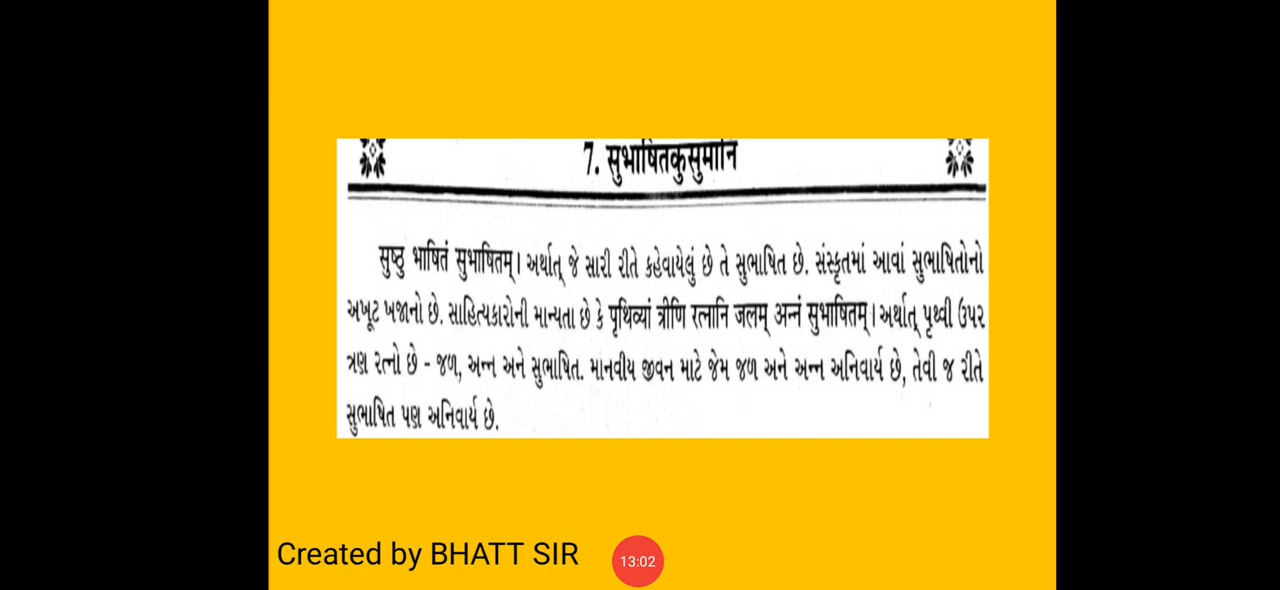 7. सुभाषितकुसुमानि
सुष्ठु भाषितं सुभाषितम्। અર્થાત્ જે સારી રીતે કહેવાયેલું છે તે સુભાષિત છે. સંસ્કૃતમાં આવાં સુભાષિતોનો
અખૂટ ખજાનો છે. સાહિત્યકારોની માન્યતા છે કે पृथिव्यां त्रीणि रत्नानि जलम् अन्नं सुभाषितम्। અર્થાત્ પૃથ્વી ઉપર
ત્રણ રત્નો છે - જળ, અન્ન અને સુભાષિત. માનવીય જીવન માટે જેમ જળ અને અન્ન અનિવાર્ય છે, તેવી જ રીતે
સુભાષિત પણ અનિવાર્ય છે.
Created by BHATT SIR
13:02